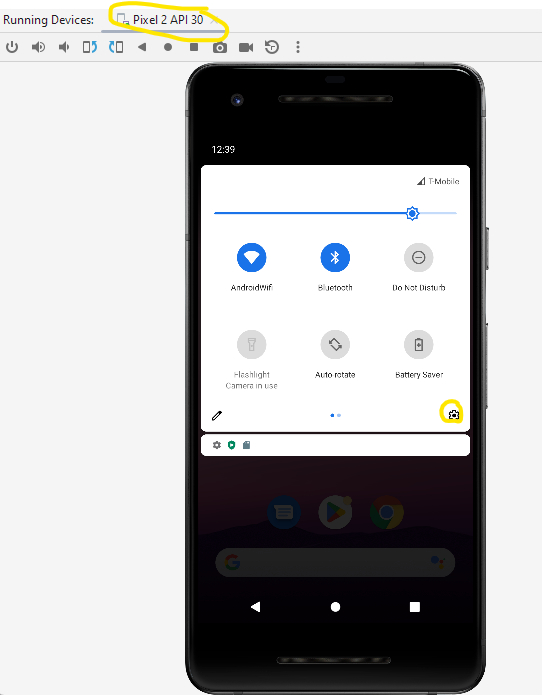 Running Devices: Pixel 2 API 30
12:39
T-Mobile
AndroidWifi Bluetooth Do Not Disturb
Flashlight Auto-rotate Battery Saver
Camera in use